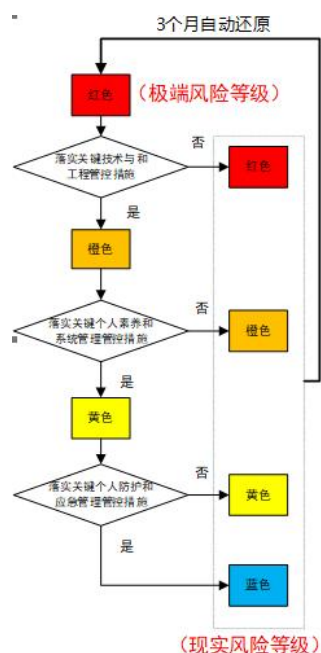 3个月自动还原
红色
（极端风险等级）
落实关键技术与和
工程管控措施
否
红色
是
橙色
落实关键个人素养和
系统管理管控措施
否
橙色
是
黄色
落实关键个人防护和
应急管理管控措施
否
黄色
是
蓝色
（现实风险等级）